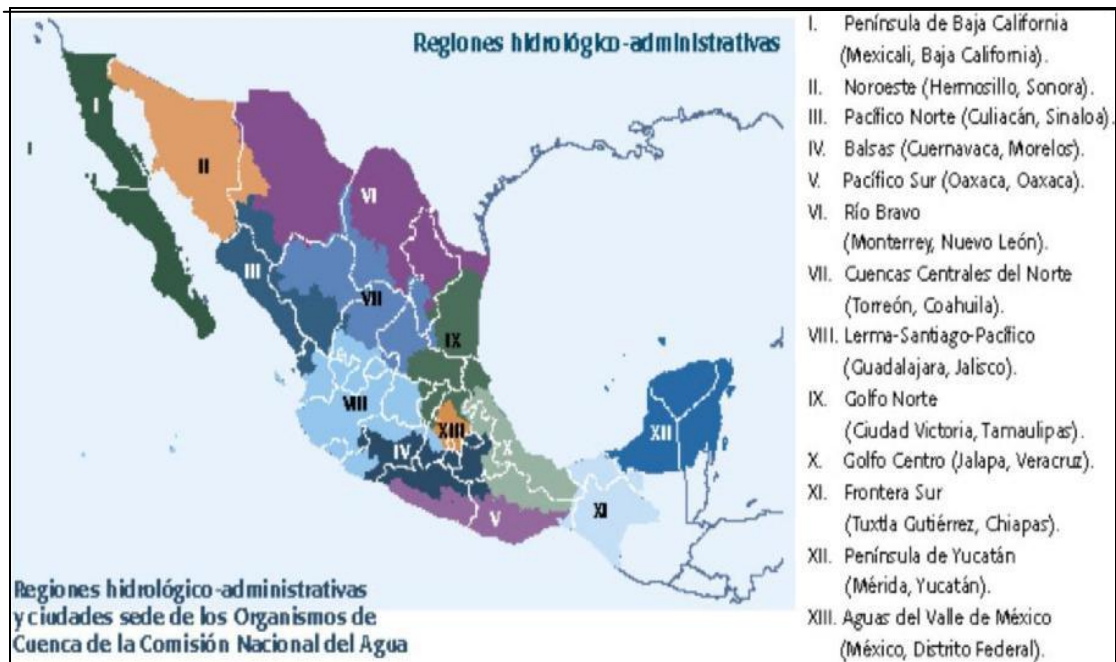 Regiones hidrológico-administrativas
I
II
III
VI
VII
IX
VIII
XIII
IV
X
V
XI
XII
Regiones hidrológico-administrativas
y ciudades sede de los Organismos de
Cuenca de la Comisión Nacional del Agua
I. Península de Baja California
(Mexicali, Baja California).
II. Noroeste (Hermosillo, Sonora).
III. Pacífico Norte (Culiacán, Sinaloa).
IV. Balsas (Cuernavaca, Morelos).
V. Pacífico Sur (Oaxaca, Oaxaca).
VI. Río Bravo
(Monterrey, Nuevo León).
VII. Cuencas Centrales del Norte
(Torreón, Coahuila).
VIII. Lerma-Santiago-Pacífico
(Guadalajara, Jalisco).
IX. Golfo Norte
(Ciudad Victoria, Tamaulipas).
X. Golfo Centro (Jalapa, Veracruz).
XI. Frontera Sur
(Tuxtla Gutiérrez, Chiapas).
XII. Península de Yucatán
(Mérida, Yucatán).
XIII. Aguas del Valle de México
(México, Distrito Federal).